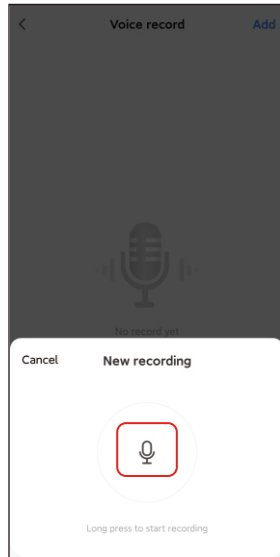 Voice record
Add
No record yet
Cancel
New recording
Long press to start recording